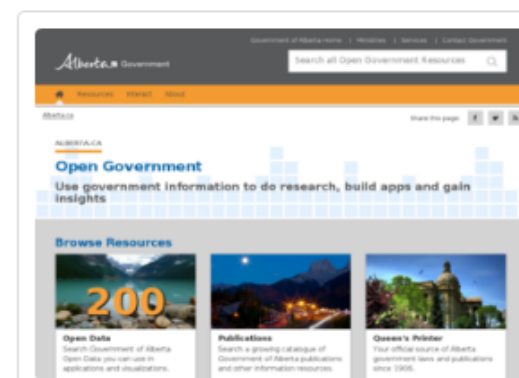 Government of Alberta Home | Ministries | Services | Contact Government
Alberta Government
Search all Open Government Resources
Resources Interact About
Alberta.ca
Share this page:
ALBERTA.CA
Open Government
Use government information to do research, build apps and gain
insights
Browse Resources
200
Open Data
Search Government of Alberta
Open Data you can use in
applications and visualizations.
Publications
Search a growing catalogue of
Government of Alberta publications
and other information resources.
Queen's Printer
Your official source of Alberta
government laws and publications
since 1906.